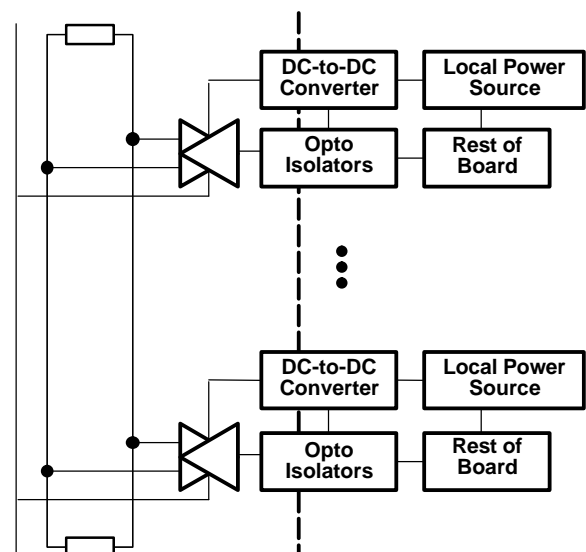 DC-to-DC
Converter
Local Power
Source
Opto
Isolators
Rest of
Board
DC-to-DC
Converter
Local Power
Source
Opto
Isolators
Rest of
Board